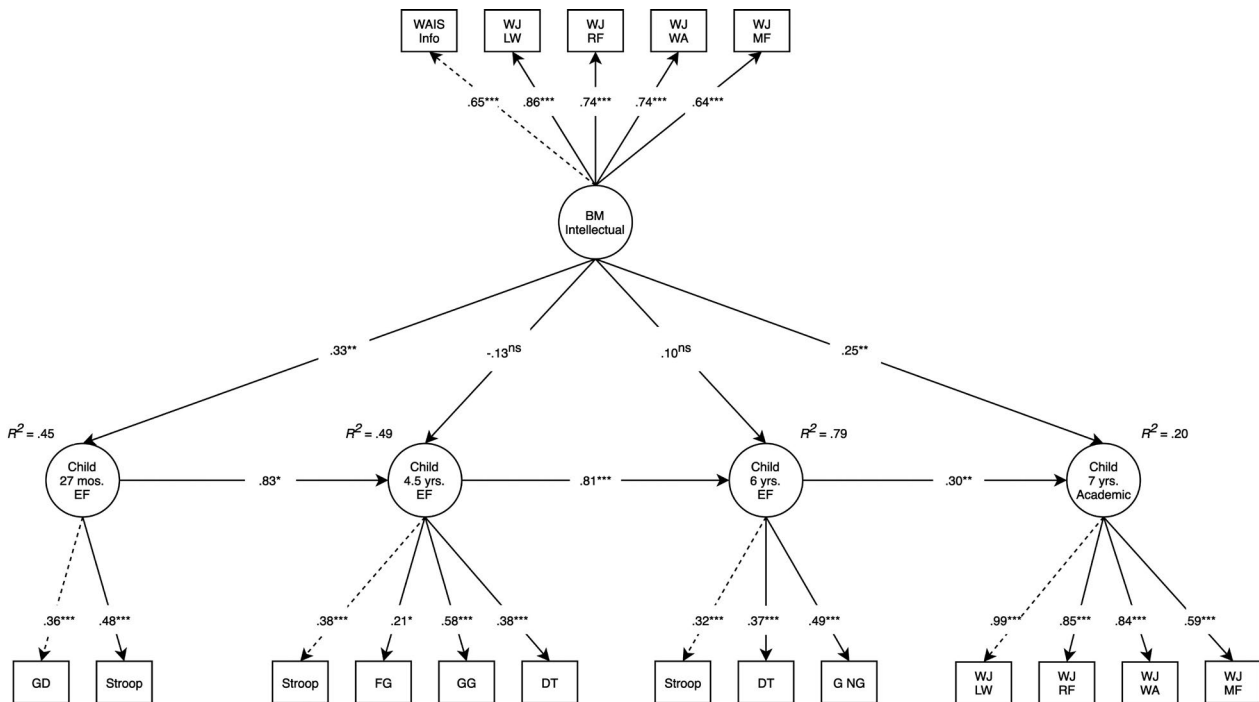 WAIS
Info
WJ
LW
WJ
RF
WJ
WA
WJ
MF
.65***
.86***
.74***
.74***
.64***
BM
Intellectual
.33**
-.13ns
.10ns
.25**
R2 = .45
R2 = .49
R2 = .79
R2 = .20
Child
27 mos.
EF
.83*
Child
4.5 yrs.
EF
.81***
Child
6 yrs.
EF
.30**
Child
7 yrs.
Academic
.36***
.48***
.38***
.21*
.58***
.38***
.32***
.37***
.49***
.99***
.85***
.84***
.59***
GD
Stroop
Stroop
FG
GG
DT
Stroop
DT
G NG
WJ
LW
WJ
RF
WJ
WA
WJ
MF